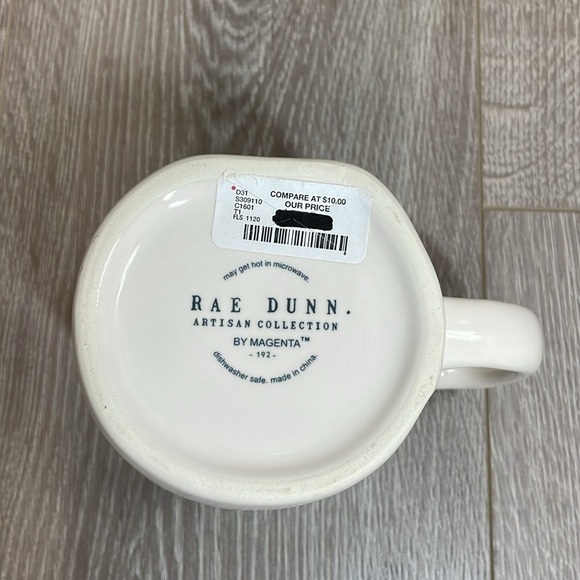 D31
S309110
C1601
T1
FLS 1120
COMPARE AT $10.00
OUR PRICE
may get hot in microwave.
RAE DUNN.
ARTISAN COLLECTION
BY MAGENTA™
- 192 -
dishwasher safe. made in china.